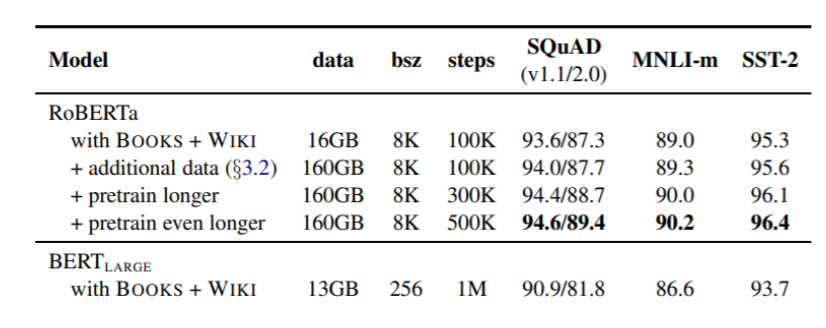 Model data bsz steps SQuAD (v1.1/2.0) MNLI-m SST-2
RoBERTa
with BOOKS + WIKI 16GB 8K 100K 93.6/87.3 89.0 95.3
+ additional data (§3.2) 160GB 8K 100K 94.0/87.7 89.3 95.6
+ pretrain longer 160GB 8K 300K 94.4/88.7 90.0 96.1
+ pretrain even longer 160GB 8K 500K 94.6/89.4 90.2 96.4
BERTLARGE
with BOOKS + WIKI 13GB 256 1M 90.9/81.8 86.6 93.7